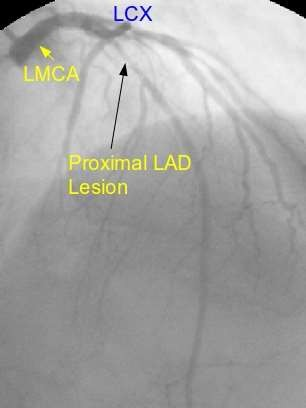 LCX
LMCA
Proximal LAD
Lesion